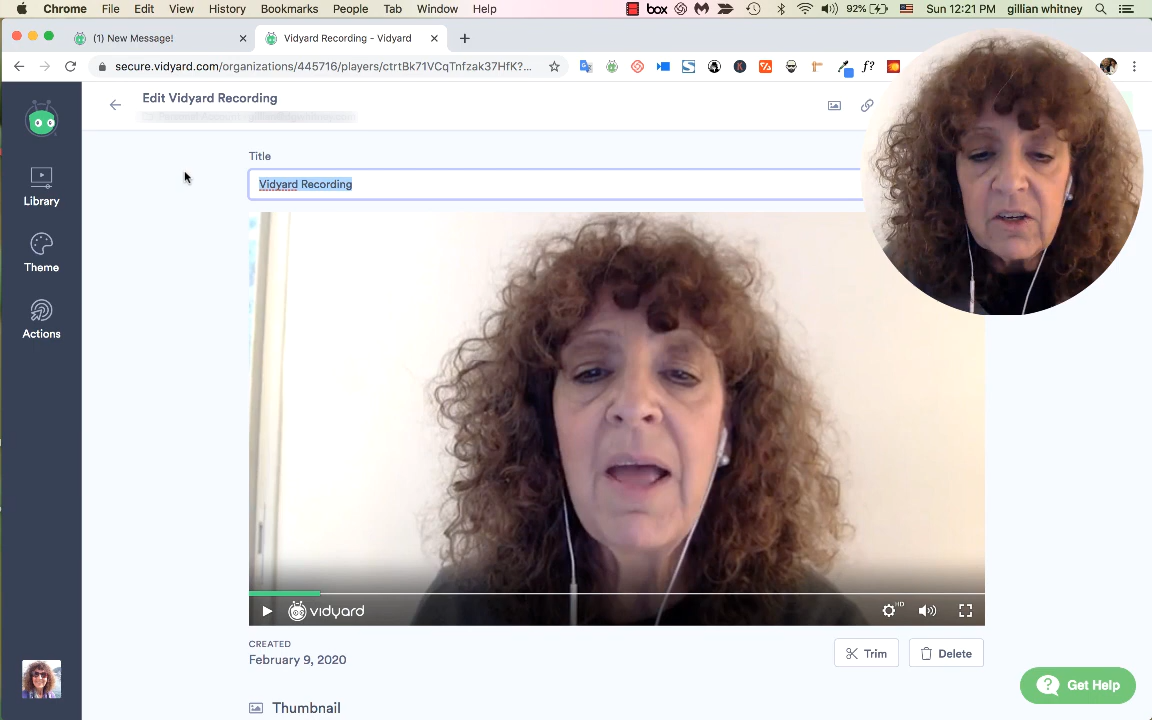 Chrome File Edit View History Bookmarks People Tab Window Help box 92% Sun 12:21 PM gillian whitney
(1) New Message! Vidyard Recording - Vidyard
secure.vidyard.com/organizations/445716/players/ctrtBk71VCqTnfzak37HfK?...
Edit Vidyard Recording
Title
Vidyard Recording
Library
Theme
Actions
HD
vidyard
CREATED
February 9, 2020
Trim Delete
Get Help
Thumbnail